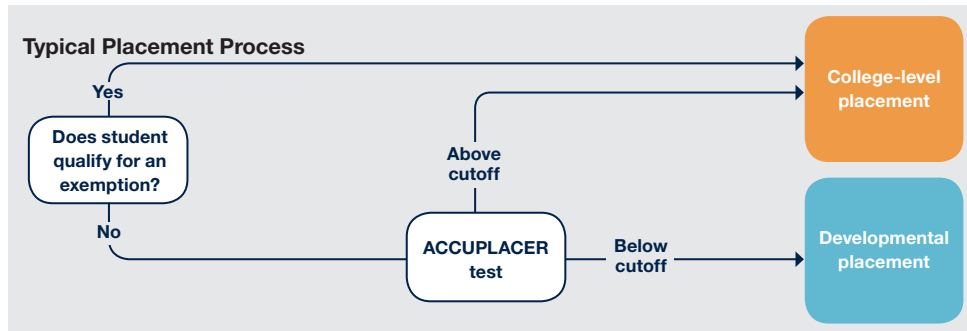 Typical Placement Process
Yes
Does student
qualify for an
exemption?
No
ACCUPLACER
test
Above
cutoff
Below
cutoff
College-level
placement
Developmental
placement